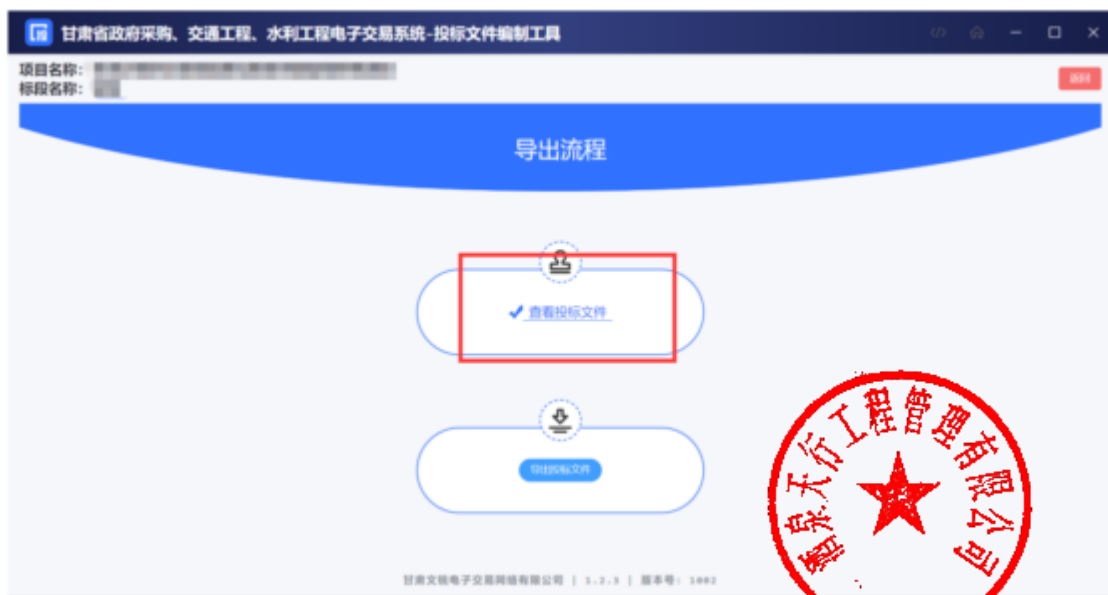 甘肃省政府采购、交通工程、水利工程电子交易系统-投标文件编制工具
项目名称：
标段名称：
返回
导出流程
查看投标文件
导出投标文件
酒泉天行工程管理有限公司
甘肃文锐电子交易网络有限公司 | 1.2.3 | 版本号: 1002